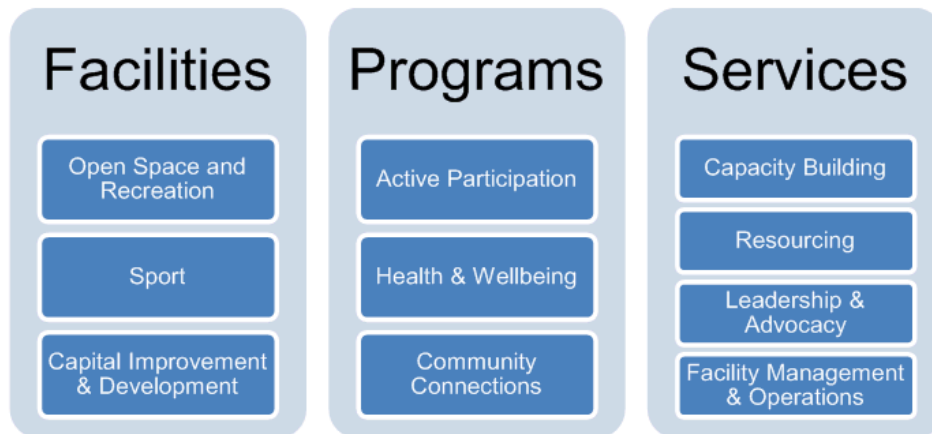 Facilities
Open Space and
Recreation
Sport
Capital Improvement
& Development
Programs
Active Participation
Health & Wellbeing
Community
Connections
Services
Capacity Building
Resourcing
Leadership &
Advocacy
Facility Management
& Operations